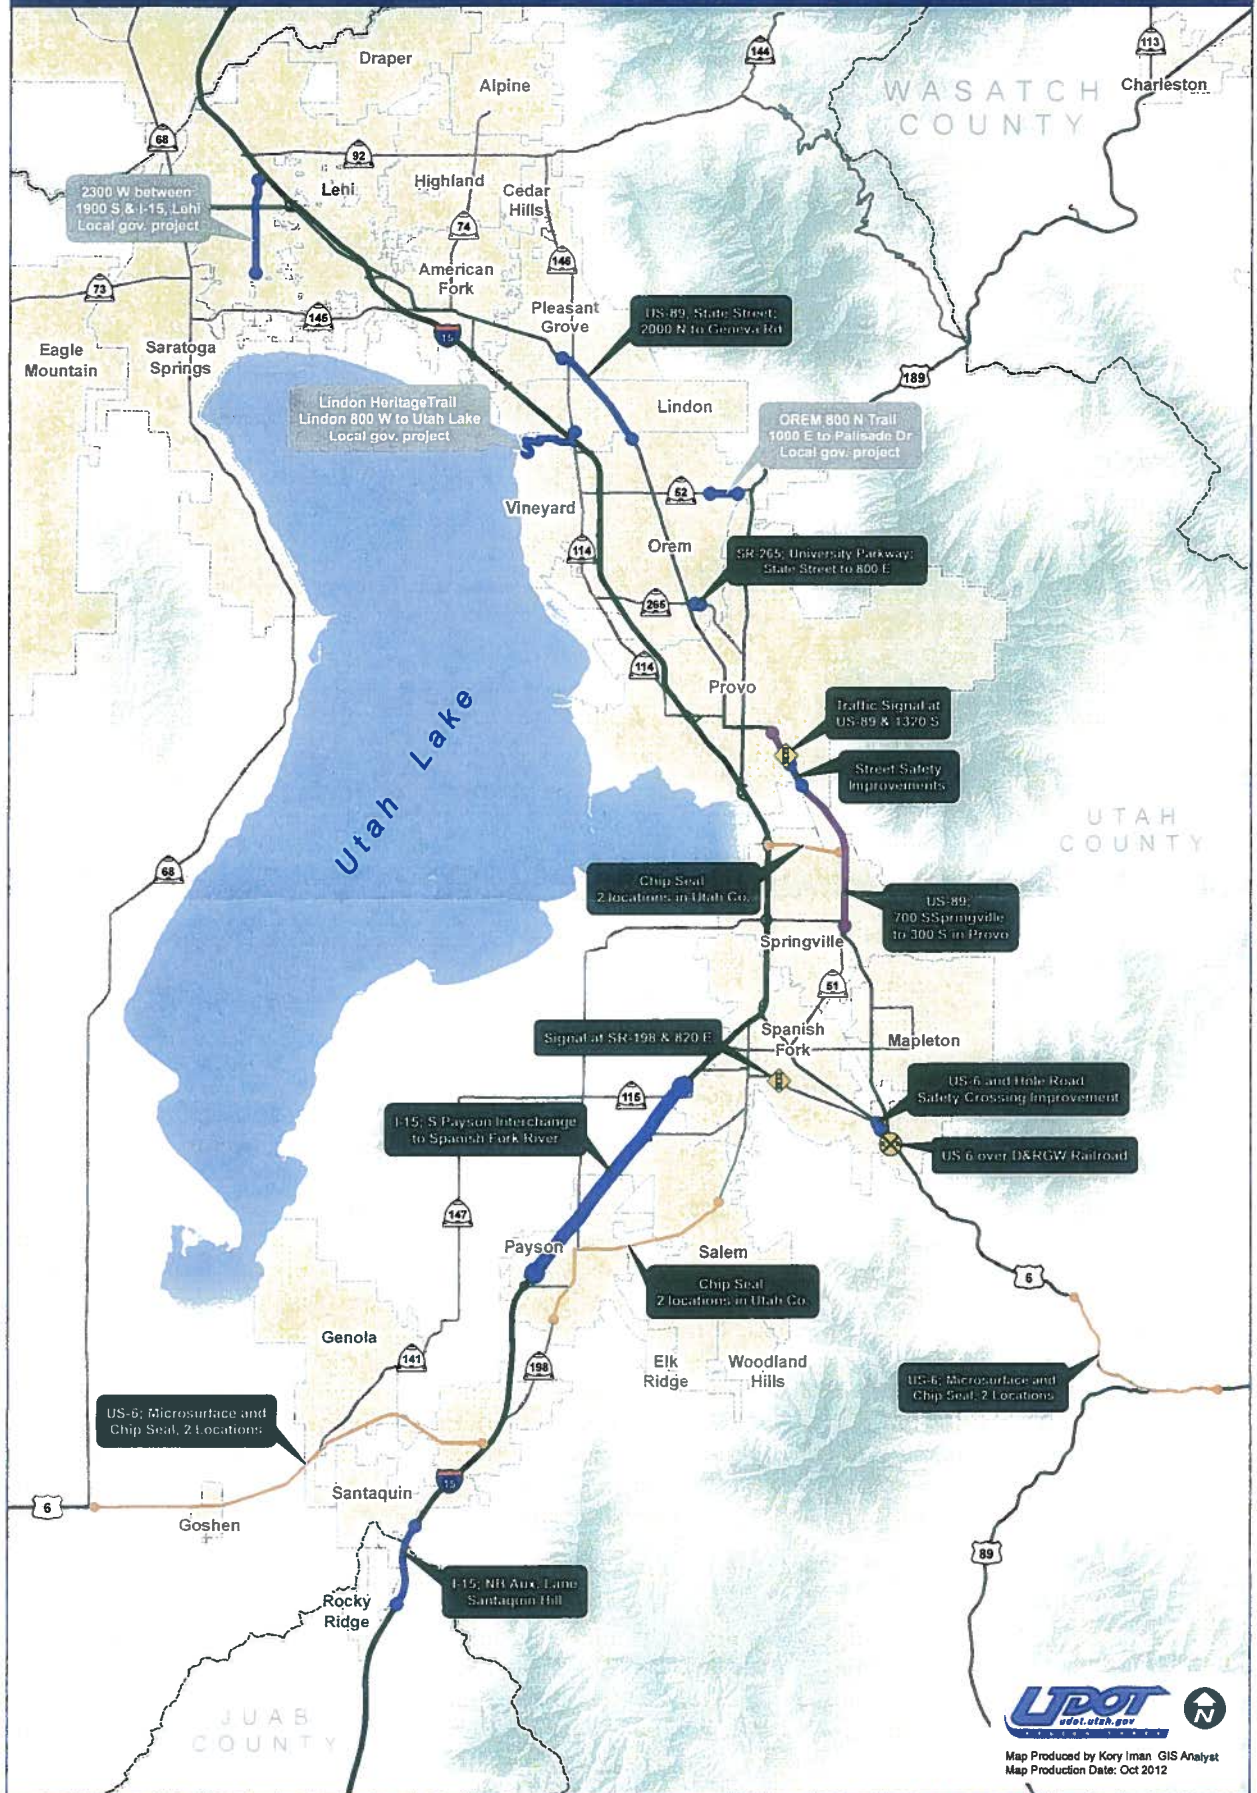 Draper
Alpine
144
113
Charleston
WASATCH
COUNTY
68
92
Lehi
Highland
Cedar
Hills
2300 W between
1900 S & I-15, Lehi
Local gov. project
74
146
American
Fork
73
145
Pleasant
Grove
US-89, State Street;
2000 N to Geneva Rd
15
Eagle
Mountain
Saratoga
Springs
189
Lindon HeritageTrail
Lindon 800 W to Utah Lake
Local gov. project
Lindon
OREM 800 N Trail
1000 E to Palisade Dr
Local gov. project
52
Vineyard
114
Orem
SR-265; University Parkway;
State Street to 800 E
265
114
Provo
Utah Lake
Traffic Signal at
US-89 & 1320 S
Street Safety
Improvements
UTAH
COUNTY
68
Chip Seal
2 locations in Utah Co.
US-89;
700 SSpringville
to 300 S in Provo
Springville
51
Signal at SR-198 & 820 E
Spanish
Fork
Mapleton
US-6 and Hole Road
Safety Crossing Improvement
115
I-15; S Payson Interchange
to Spanish Fork River
US 6 over D&RGW Railroad
147
Payson
Salem
6
Chip Seal
2 locations in Utah Co.
Genola
141
198
Elk
Ridge
Woodland
Hills
US-6; Microsurface and
Chip Seal, 2 Locations
US-6; Microsurface and
Chip Seal, 2 Locations
15
Santaquin
6
Goshen
89
I-15; NB Aux. Lane
Santaquin Hill
Rocky
Ridge
JUAB
COUNTY
UDOT
udot.utah.gov
N
Map Produced by Kory Iman GIS Analyst
Map Production Date: Oct 2012